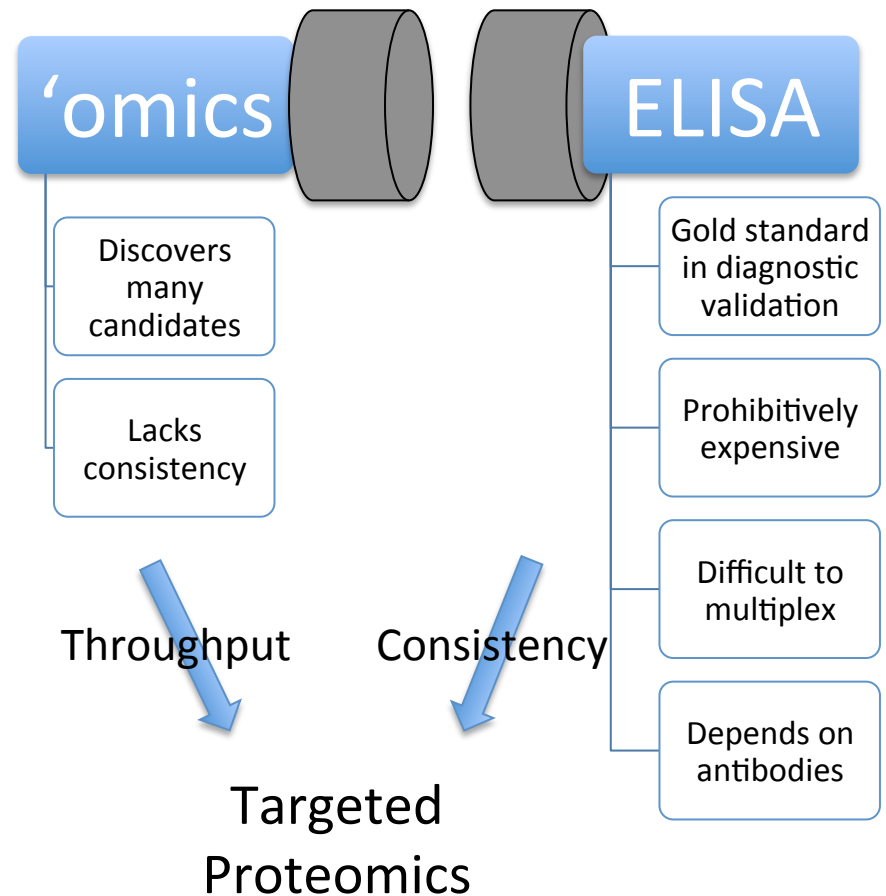 ‘omics
Discovers
many
candidates
Lacks
consistency
ELISA
Gold standard
in diagnostic
validation
Prohibitively
expensive
Difficult to
multiplex
Depends on
antibodies
Throughput
Consistency
Targeted
Proteomics